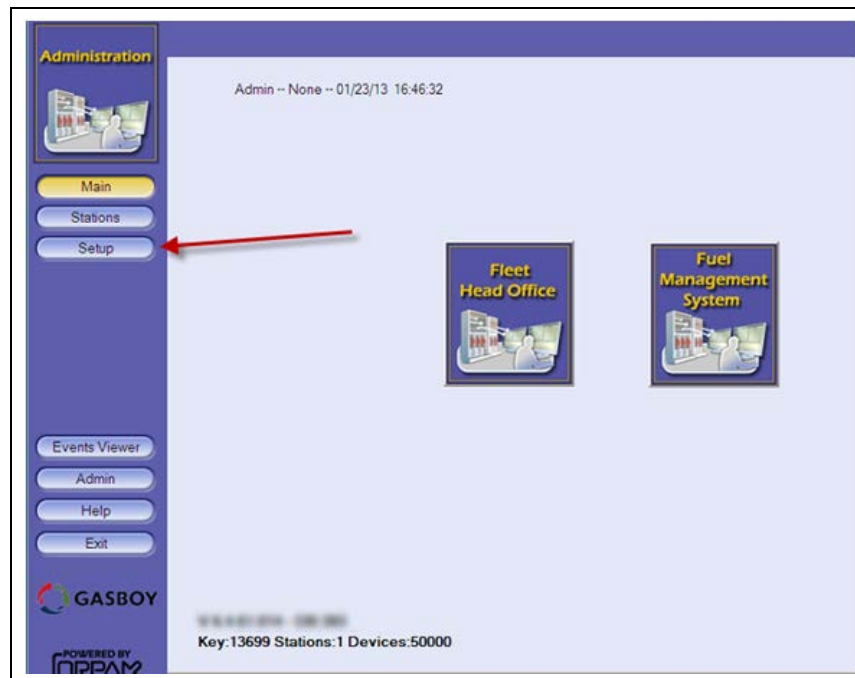 Administration
Admin -- None -- 01/23/13 16:46:32
Main
Stations
Setup
Fleet
Head Office
Fuel
Management
System
Events Viewer
Admin
Help
Exit
GASBOY
Key:13699 Stations:1 Devices:50000
POWERED BY